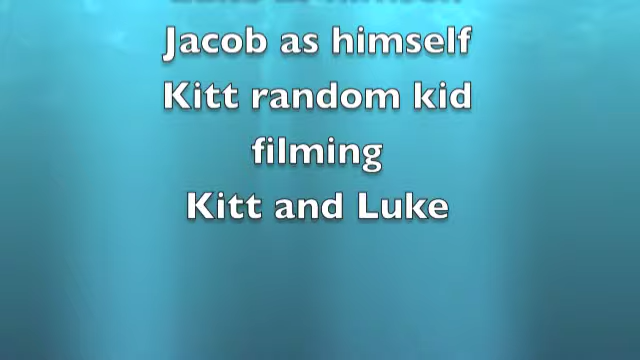 Jacob as himself
Kitt random kid
filming
Kitt and Luke